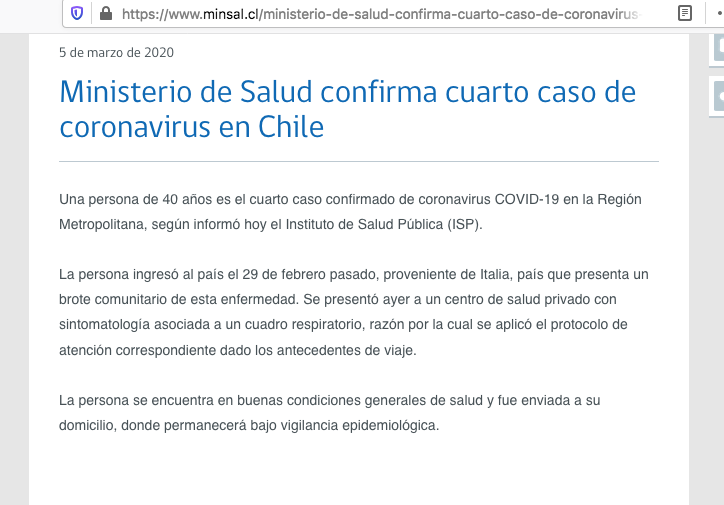 https://www.minsal.cl/ministerio-de-salud-confirma-cuarto-caso-de-coronavirus-
5 de marzo de 2020
Ministerio de Salud confirma cuarto caso de
coronavirus en Chile
Una persona de 40 años es el cuarto caso confirmado de coronavirus COVID-19 en la Región
Metropolitana, según informó hoy el Instituto de Salud Pública (ISP).
La persona ingresó al país el 29 de febrero pasado, proveniente de Italia, país que presenta un
brote comunitario de esta enfermedad. Se presentó ayer a un centro de salud privado con
sintomatología asociada a un cuadro respiratorio, razón por la cual se aplicó el protocolo de
atención correspondiente dado los antecedentes de viaje.
La persona se encuentra en buenas condiciones generales de salud y fue enviada a su
domicilio, donde permanecerá bajo vigilancia epidemiológica.